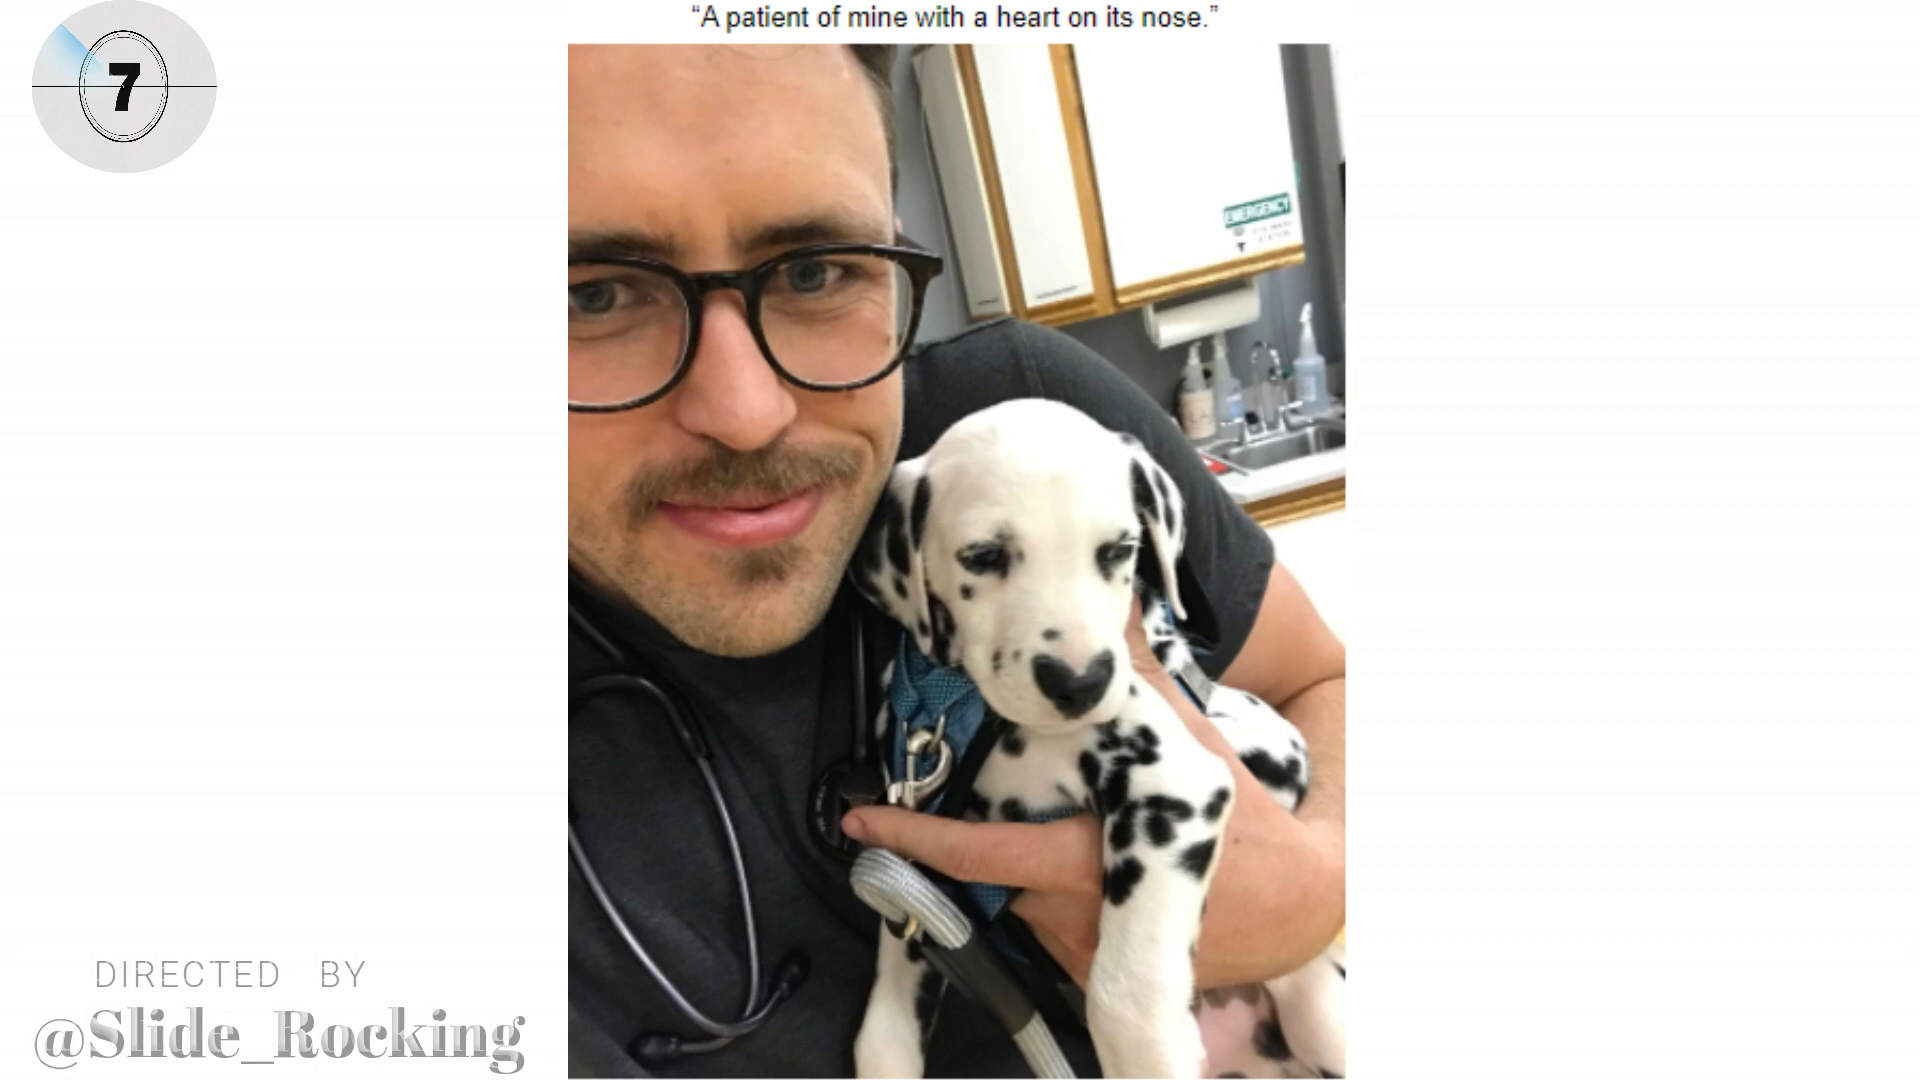 “A patient of mine with a heart on its nose.”
7
EMERGENCY
DIRECTED BY
@Slide_Rocking